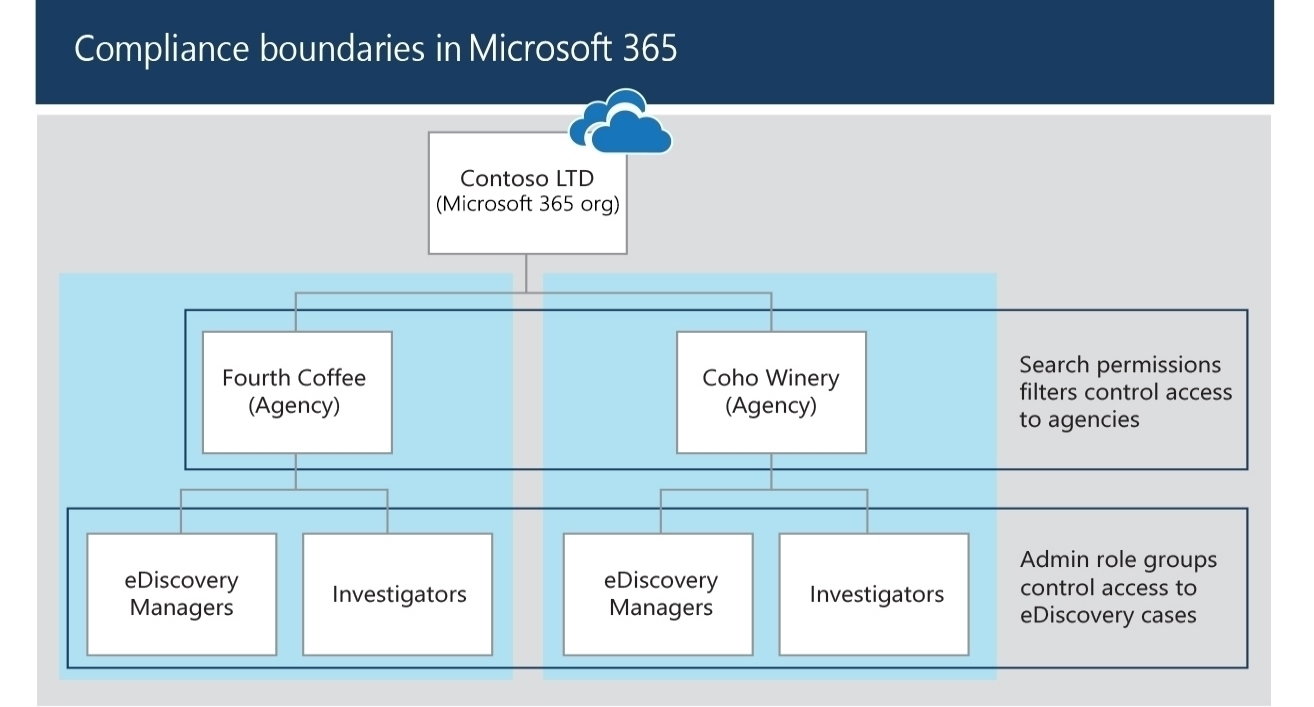 Compliance boundaries in Microsoft 365
Contoso LTD
(Microsoft 365 org)
Fourth Coffee
(Agency)
Coho Winery
(Agency)
Search permissions
filters control access
to agencies
eDiscovery
Managers
Investigators
eDiscovery
Managers
Investigators
Admin role groups
control access to
eDiscovery cases